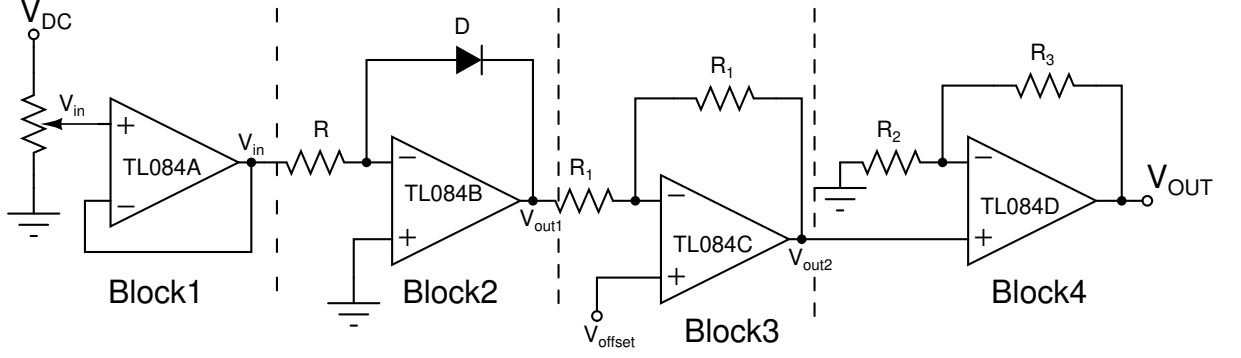 V_DC
V_in
+
−
TL084A
V_in
Block1
R
D
−
+
TL084B
V_out1
Block2
R_1
R_1
−
+
TL084C
V_out2
V_offset
Block3
R_2
R_3
−
+
TL084D
V_OUT
Block4